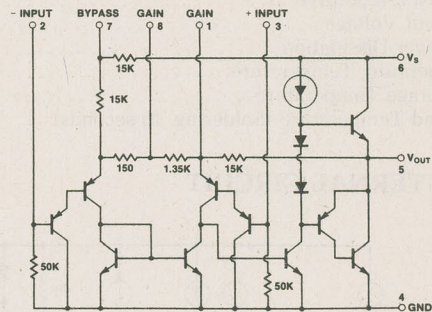 - INPUT BYPASS GAIN GAIN + INPUT
2 7 8 1 3
15K
VS
6
15K
150 1.35K 15K
VOUT
5
50K
50K
4
GND